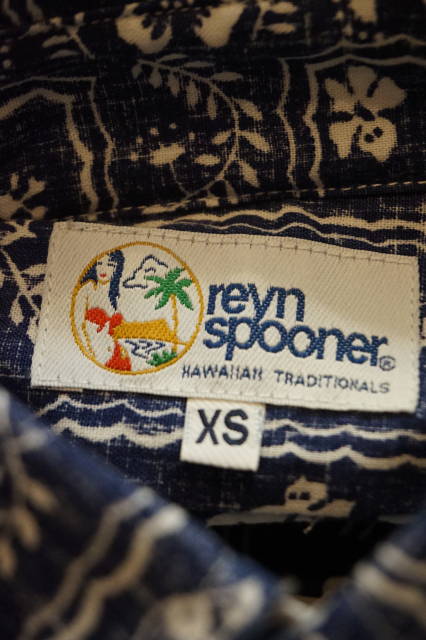 reyn
spooner®
HAWAIIAN TRADITIONALS
XS